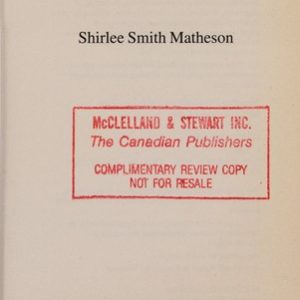 Shirlee Smith Matheson
McCLELLAND & STEWART INC.
The Canadian Publishers
COMPLIMENTARY REVIEW COPY
NOT FOR RESALE